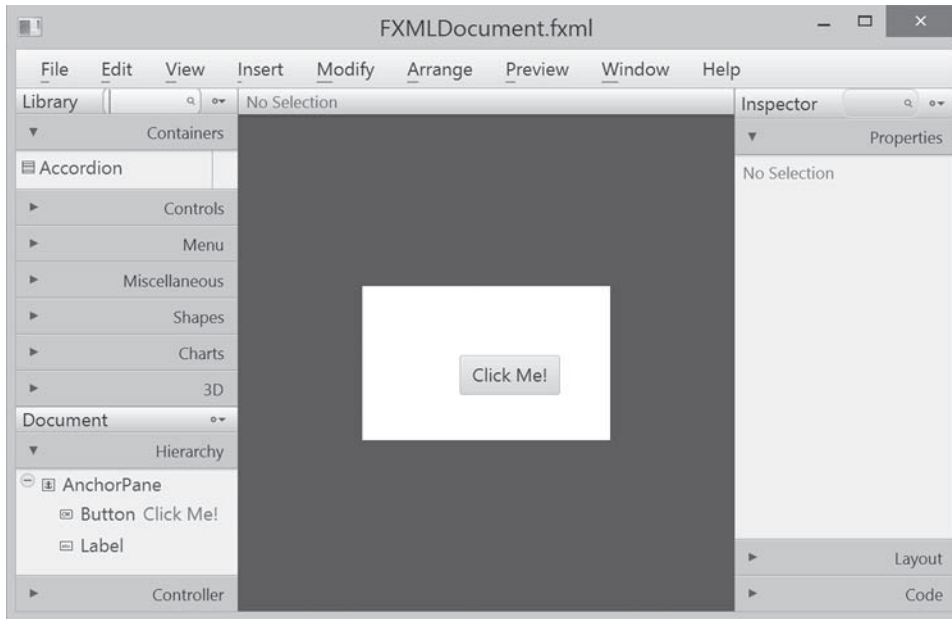 FXMLDocument.fxml
File Edit View Insert Modify Arrange Preview Window Help
Library
No Selection
Inspector
Containers
Properties
Accordion
No Selection
Controls
Menu
Miscellaneous
Shapes
Charts
3D
Click Me!
Document
Hierarchy
AnchorPane
Button Click Me!
Label
Controller
Layout
Code